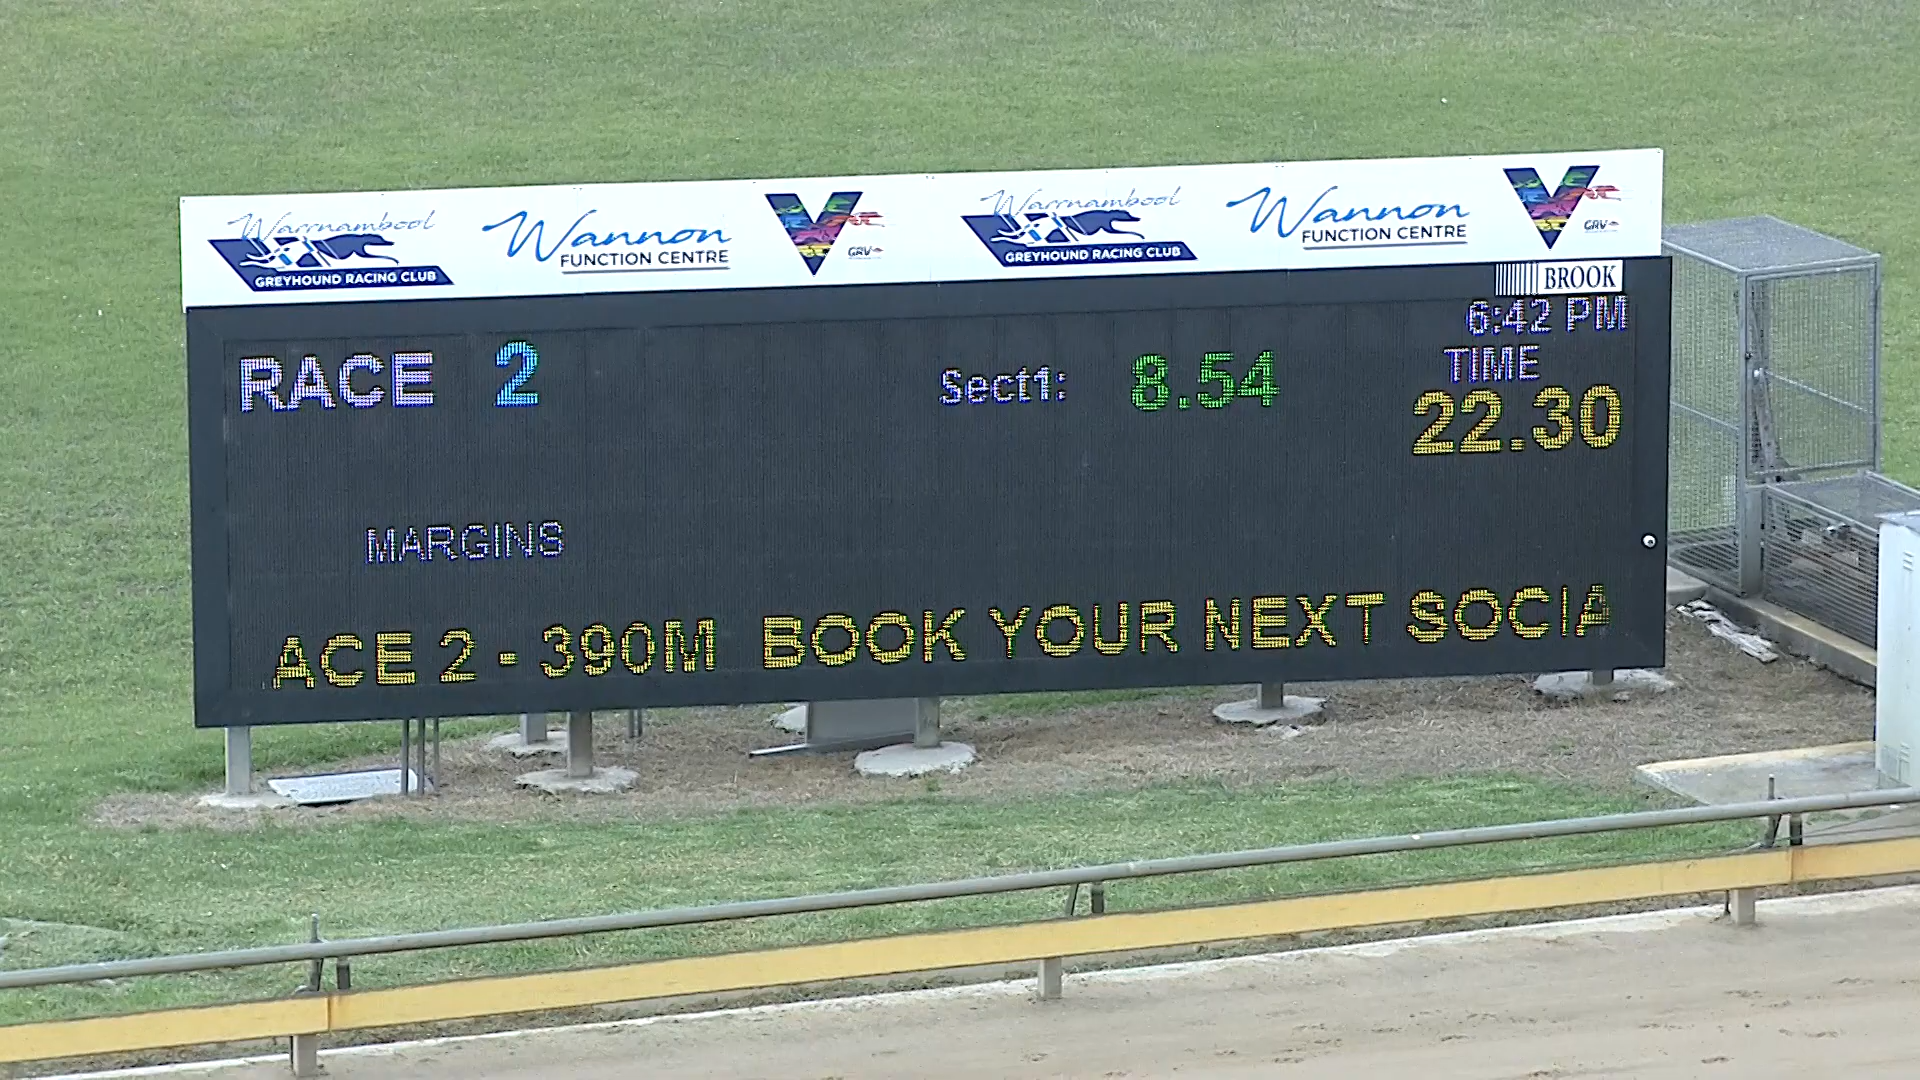 Warrnambool
GREYHOUND RACING CLUB
Wannon
FUNCTION CENTRE
GRV
Warrnambool
GREYHOUND RACING CLUB
Wannon
FUNCTION CENTRE
GRV
BROOK
6:42 PM
RACE 2
Sect1: 8.54
TIME
22.30
MARGINS
ACE 2 - 390M BOOK YOUR NEXT SOCIA